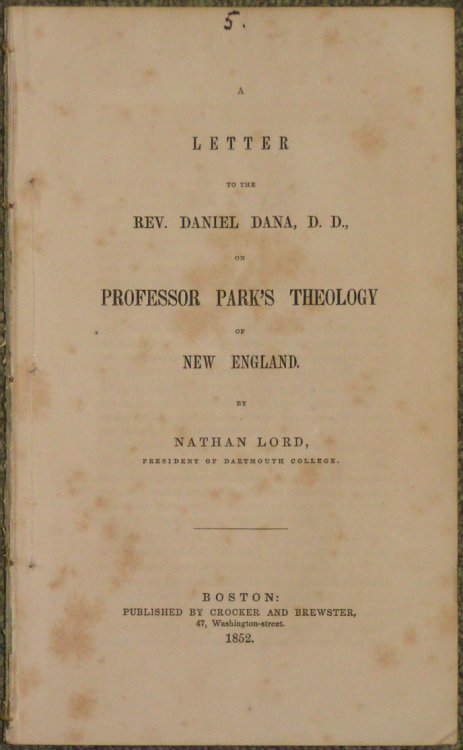 5.
A
LETTER
TO THE
REV. DANIEL DANA, D. D.,
ON
PROFESSOR PARK'S THEOLOGY
OF
NEW ENGLAND.
BY
NATHAN LORD,
PRESIDENT OF DARTMOUTH COLLEGE.
BOSTON:
PUBLISHED BY CROCKER AND BREWSTER,
47, Washington-street.
1852.